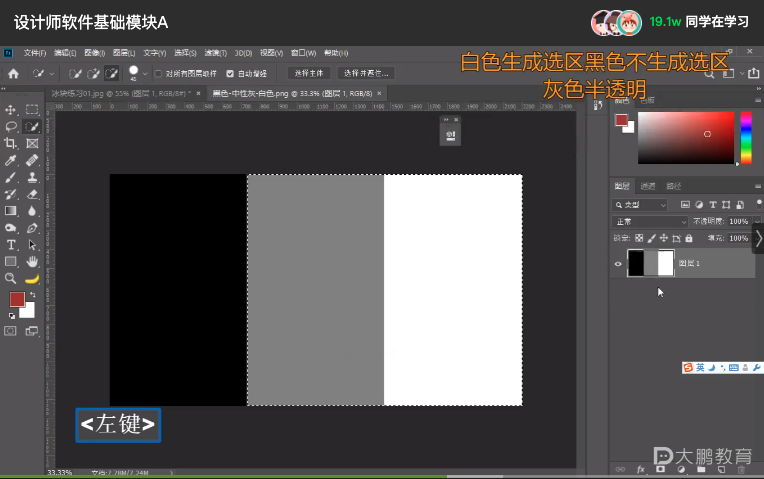 设计师软件基础模块A
19.1w 同学在学习
文件(F) 编辑(E) 图像(I) 图层(L) 文字(Y) 选择(S) 滤镜(T) 3D(D) 视图(V) 窗口(W) 帮助(H)
白色生成选区黑色不生成选区
灰色半透明
对所有图层取样 自动增强 选择主体 选择并遮住...
冰块练习01.jpg @ 55% (图层 1, RGB/8#) * ×
黑色-中性灰-白色.png @ 33.3% (图层 1, RGB/8) ×
颜色 色板
图层 通道 路径
类型
正常 不透明度: 100%
锁定: 填充: 100%
图层 1
英
<左键>
大鹏教育
33.33% 文档:7.78M/7.24M